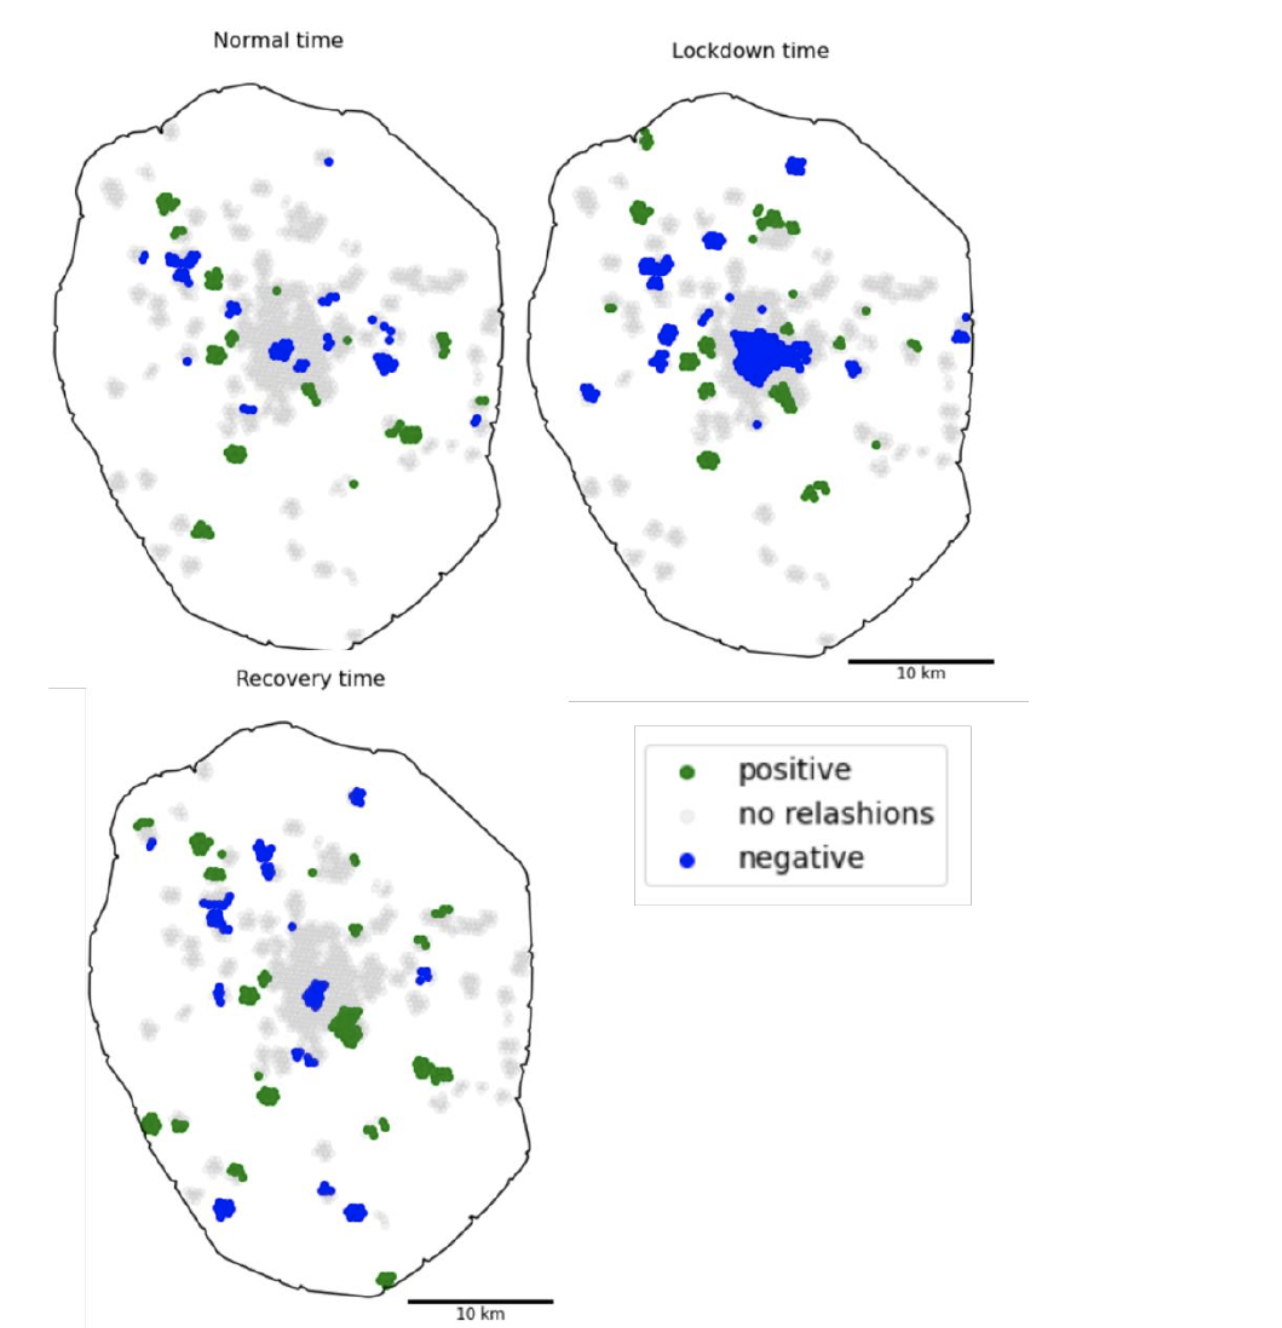 Normal time
Lockdown time
10 km
Recovery time
positive
no relashions
negative
10 km